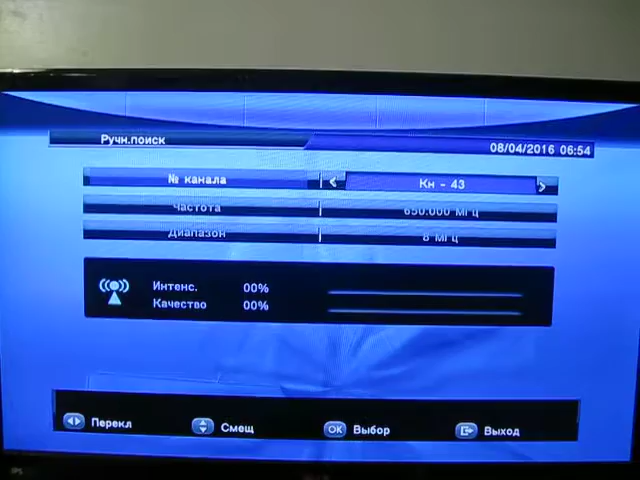 Ручн.поиск
08/04/2016 06:54
№ канала < Кн - 43 >
Частота 650.000 МГц
Диапазон 8 МГц
Интенс. 00%
Качество 00%
Перекл Смещ OK Выбор Выход